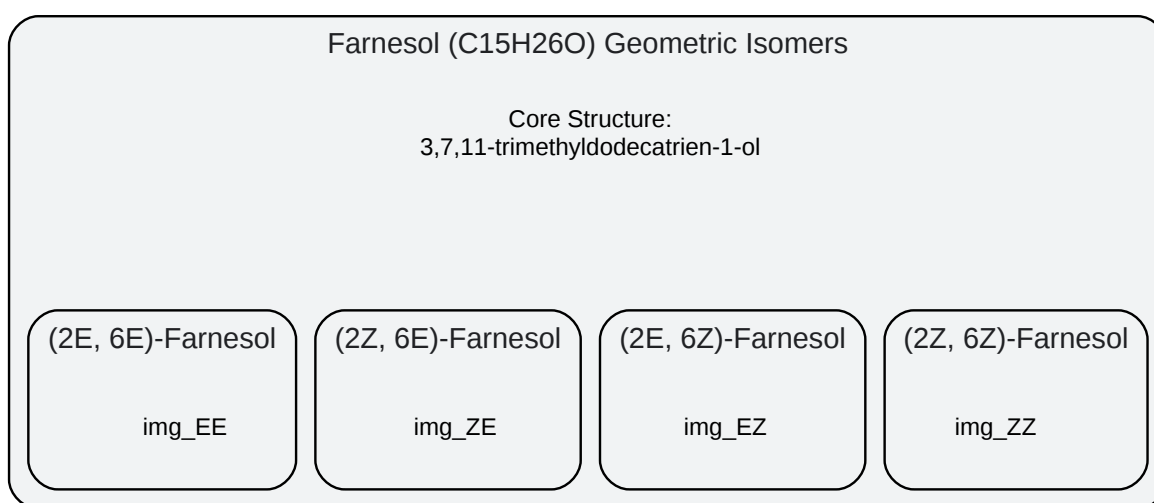 Farnesol (C15H26O) Geometric Isomers
Core Structure:
3,7,11-trimethyldodecatrien-1-ol
(2E, 6E)-Farnesol
(2Z, 6E)-Farnesol
(2E, 6Z)-Farnesol
(2Z, 6Z)-Farnesol
img_EE
img_ZE
img_EZ
img_ZZ